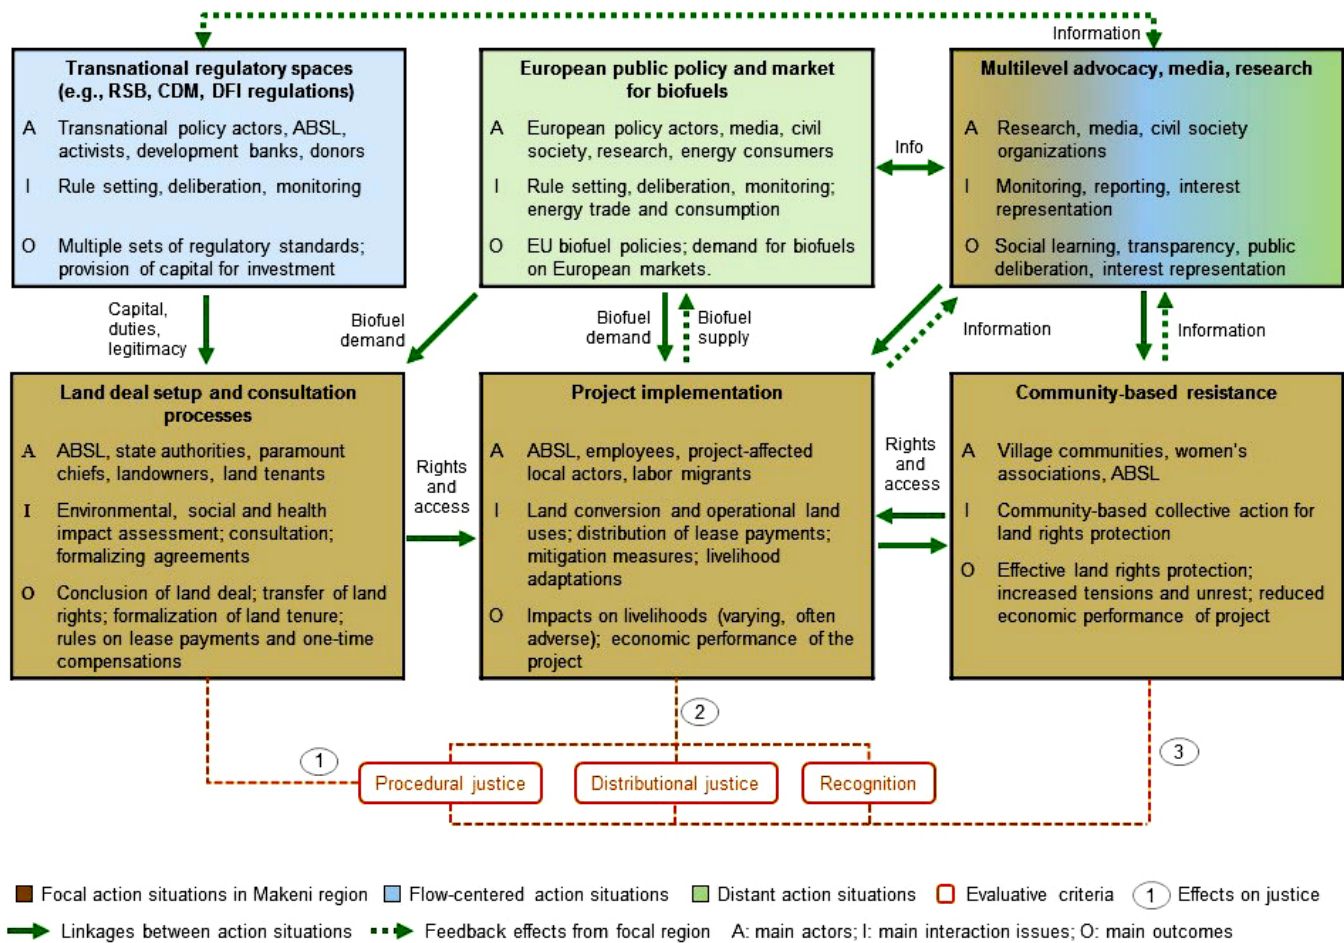 Information
Transnational regulatory spaces
(e.g., RSB, CDM, DFI regulations)
A Transnational policy actors, ABSL,
activists, development banks, donors
I Rule setting, deliberation, monitoring
O Multiple sets of regulatory standards;
provision of capital for investment
European public policy and market
for biofuels
A European policy actors, media, civil
society, research, energy consumers
I Rule setting, deliberation, monitoring;
energy trade and consumption
O EU biofuel policies; demand for biofuels
on European markets.
Info
Multilevel advocacy, media, research
A Research, media, civil society
organizations
I Monitoring, reporting, interest
representation
O Social learning, transparency, public
deliberation, interest representation
Capital,
duties,
legitimacy
Biofuel
demand
Biofuel
demand
Biofuel
supply
Information
Information
Land deal setup and consultation
processes
A ABSL, state authorities, paramount
chiefs, landowners, land tenants
I Environmental, social and health
impact assessment; consultation;
formalizing agreements
O Conclusion of land deal; transfer of land
rights; formalization of land tenure;
rules on lease payments and one-time
compensations
Rights
and
access
Project implementation
A ABSL, employees, project-affected
local actors, labor migrants
I Land conversion and operational land
uses; distribution of lease payments;
mitigation measures; livelihood
adaptations
O Impacts on livelihoods (varying, often
adverse); economic performance of the
project
Rights
and
access
Community-based resistance
A Village communities, women's
associations, ABSL
I Community-based collective action for
land rights protection
O Effective land rights protection;
increased tensions and unrest; reduced
economic performance of project
1
2
3
Procedural justice
Distributional justice
Recognition
Focal action situations in Makeni region
Flow-centered action situations
Distant action situations
Evaluative criteria
1 Effects on justice
Linkages between action situations
Feedback effects from focal region
A: main actors; I: main interaction issues; O: main outcomes